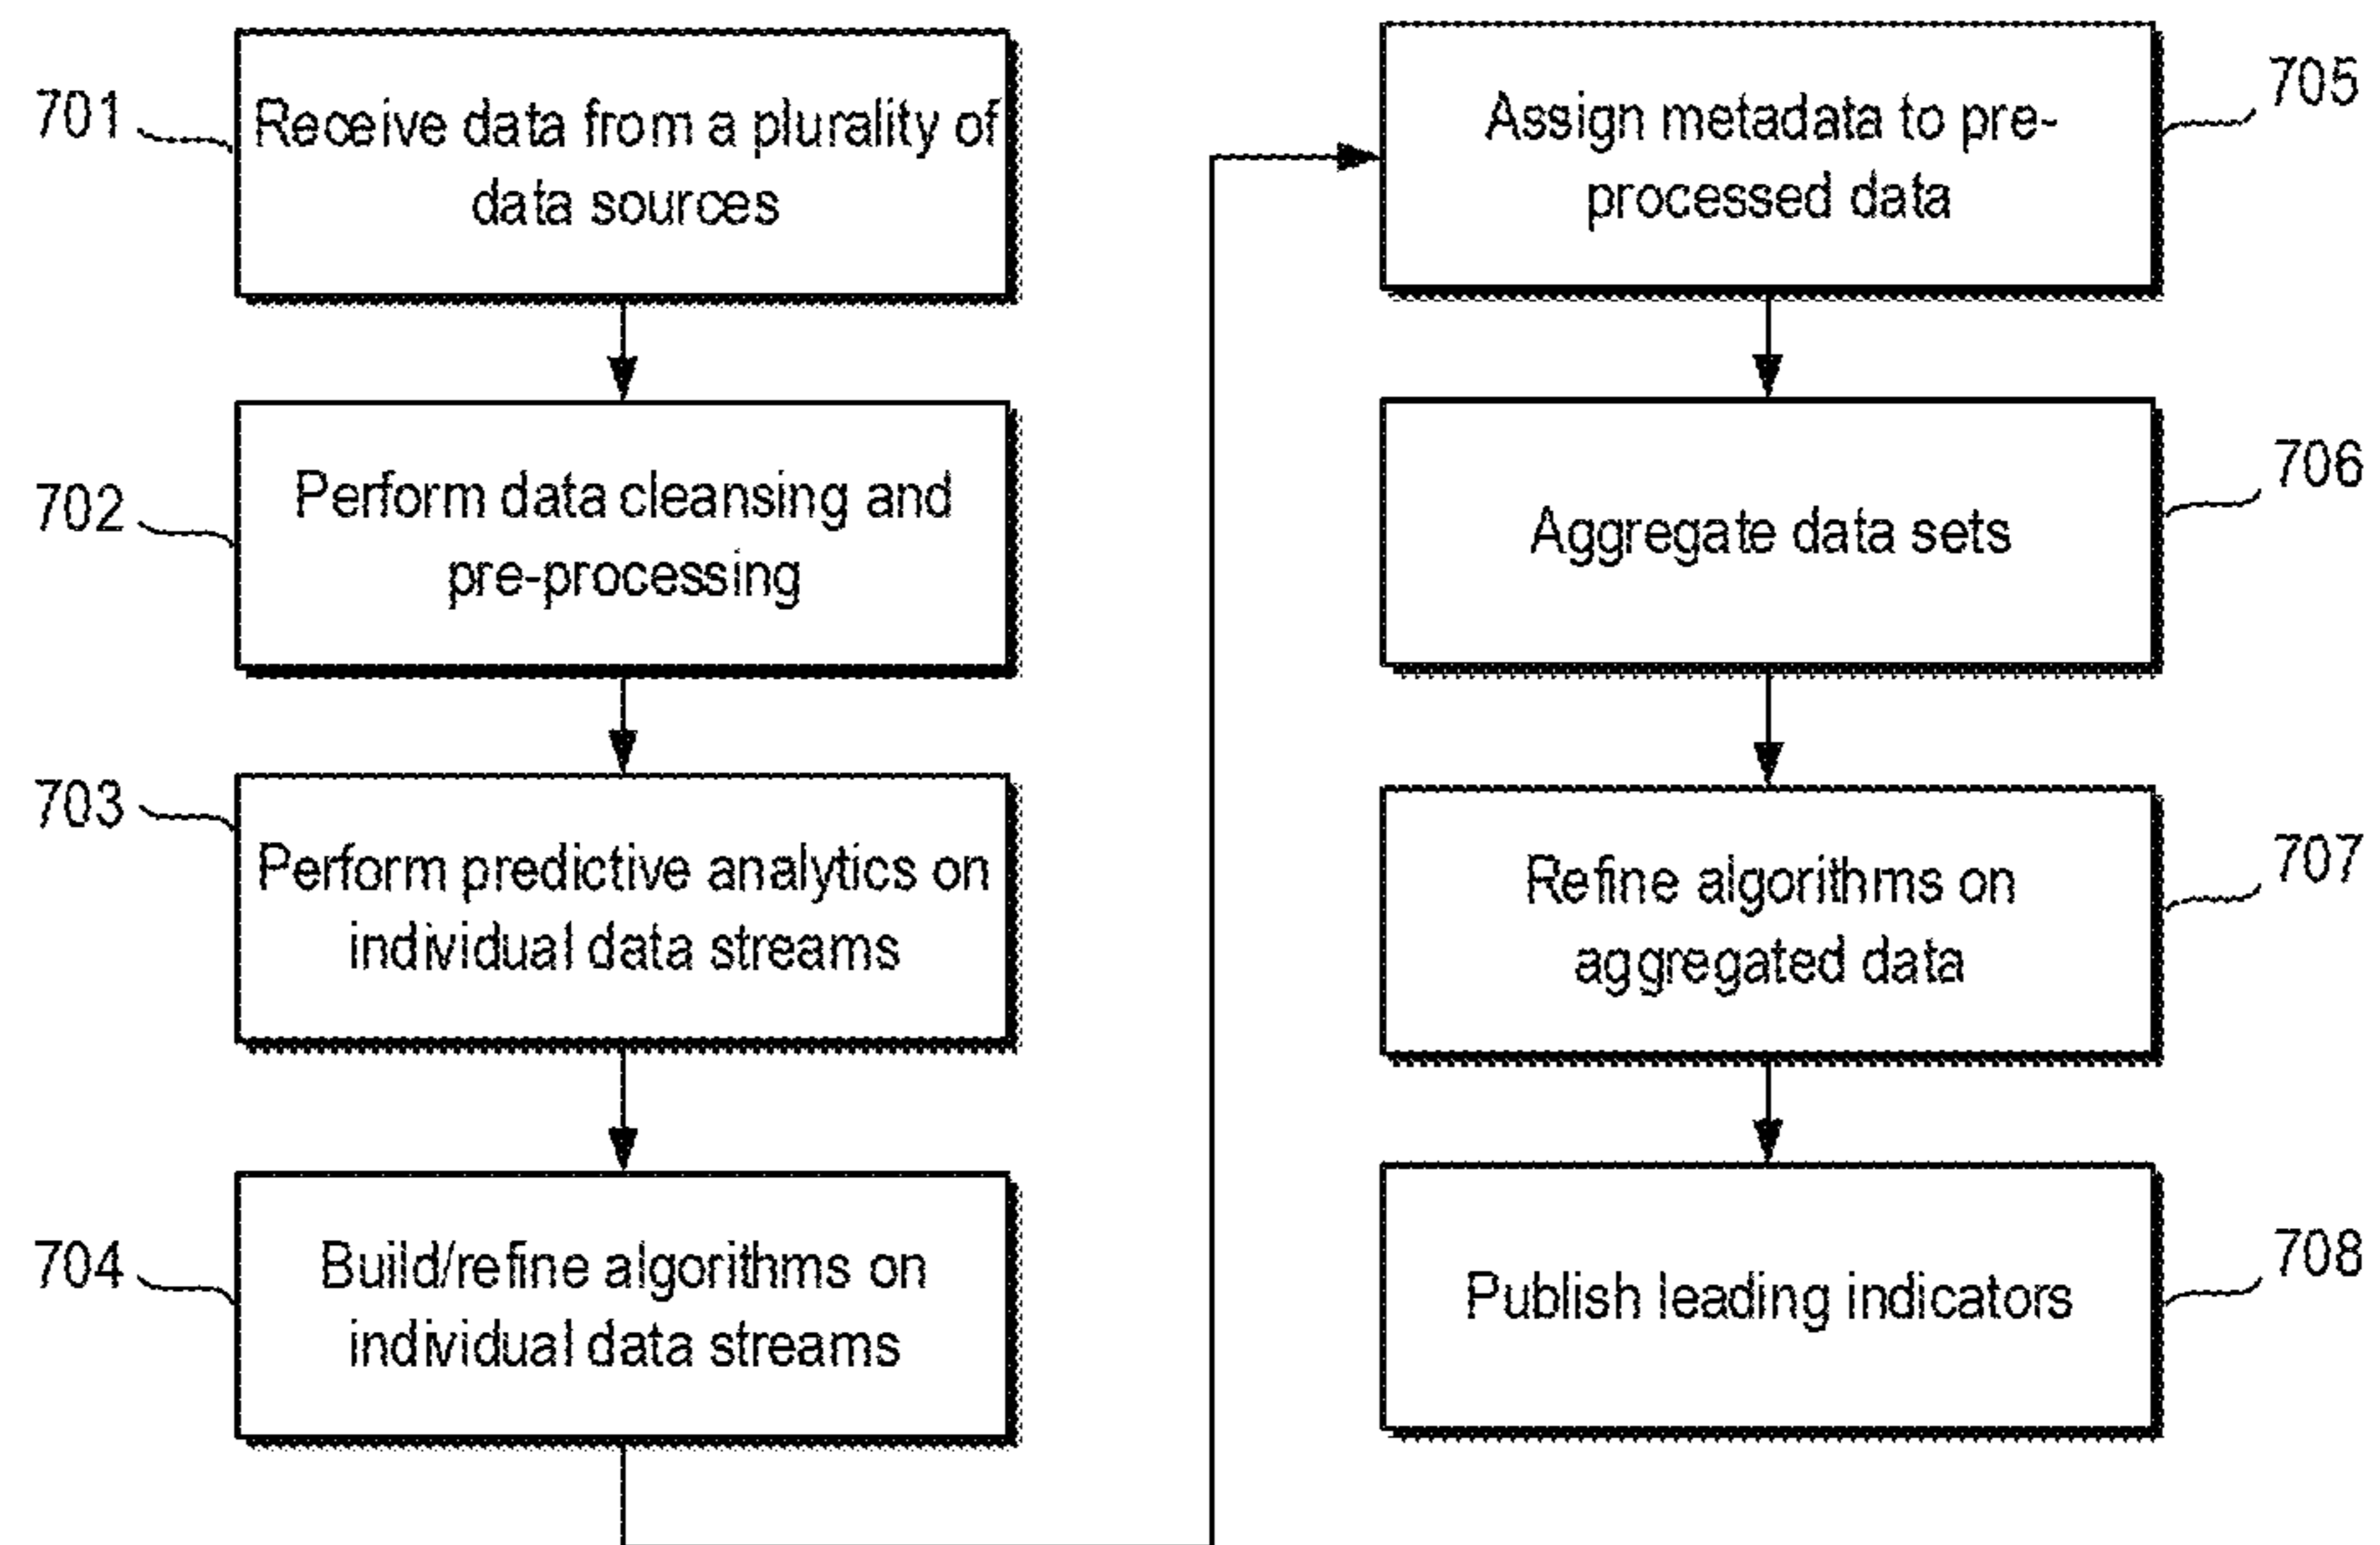 701
Receive data from a plurality of
data sources
702
Perform data cleansing and
pre-processing
703
Perform predictive analytics on
individual data streams
704
Build/refine algorithms on
individual data streams
705
Assign metadata to pre-
processed data
706
Aggregate data sets
707
Refine algorithms on
aggregated data
708
Publish leading indicators